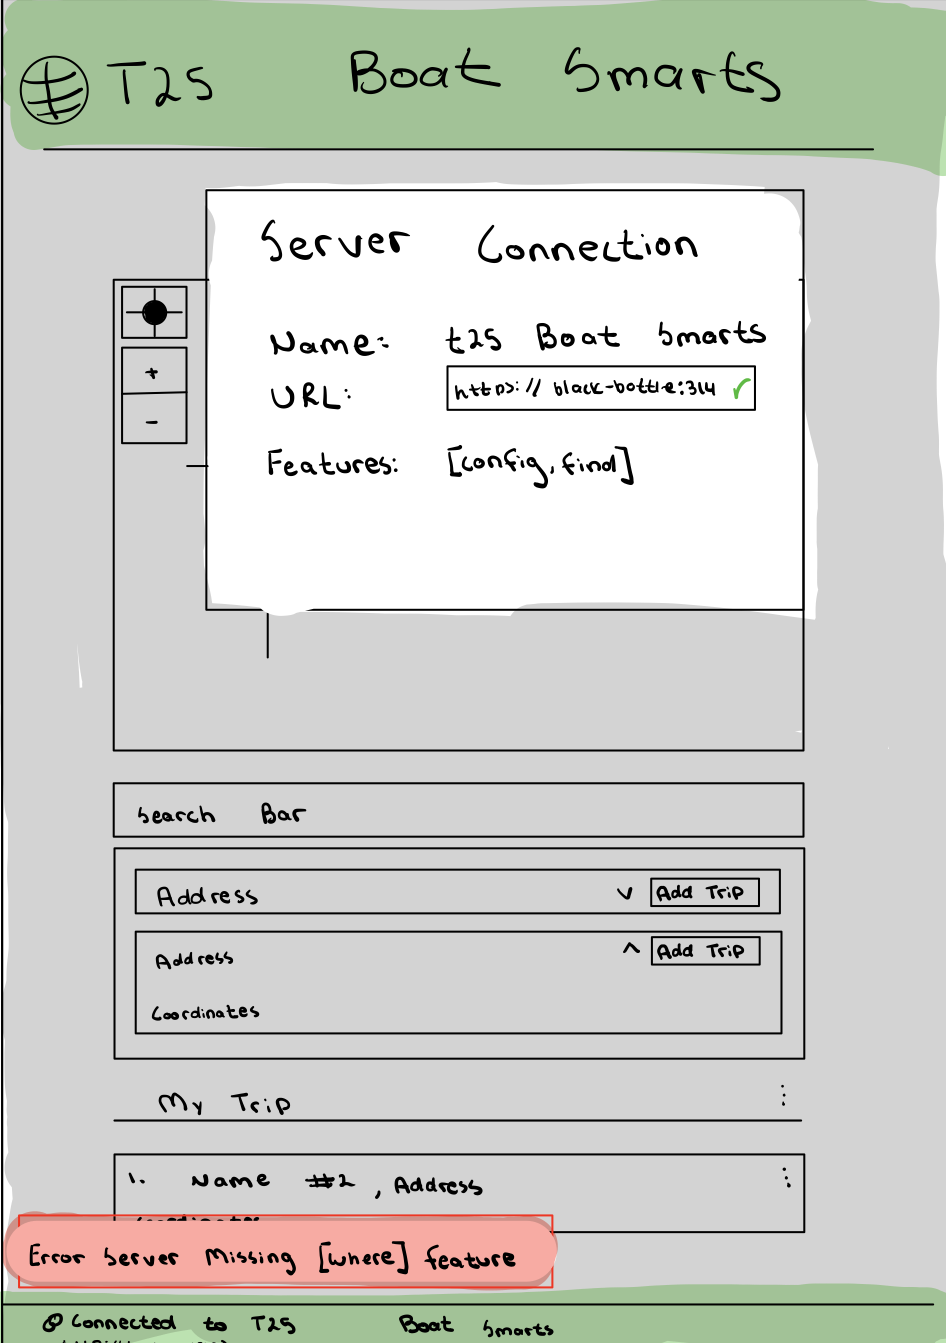 T25 Boat Smarts
Server Connection
Name: t25 Boat Smarts
+
URL: https://black-bottle:314 ✓
-
Features: [config, find]
Search Bar
Address v Add Trip
Address ^ Add Trip
Coordinates
My Trip ⋮
1. Name #2, Address ⋮
Error Server Missing [where] feature
Connected to T25 Boat Smarts